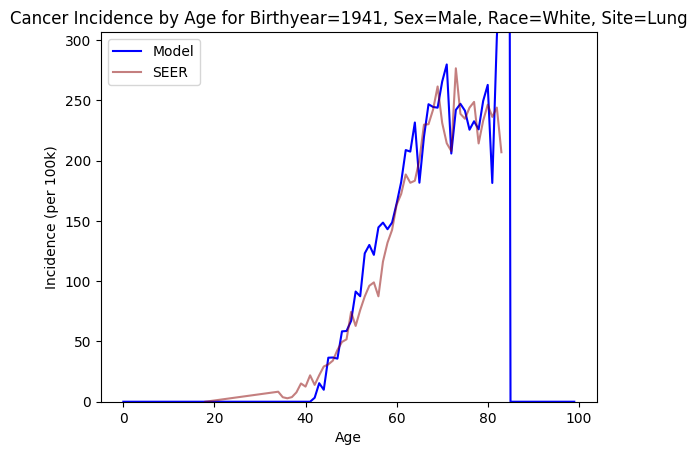 Cancer Incidence by Age for Birthyear=1941, Sex=Male, Race=White, Site=Lung
Model
SEER
Incidence (per 100k)
300
250
200
150
100
50
0
0 20 40 60 80 100
Age